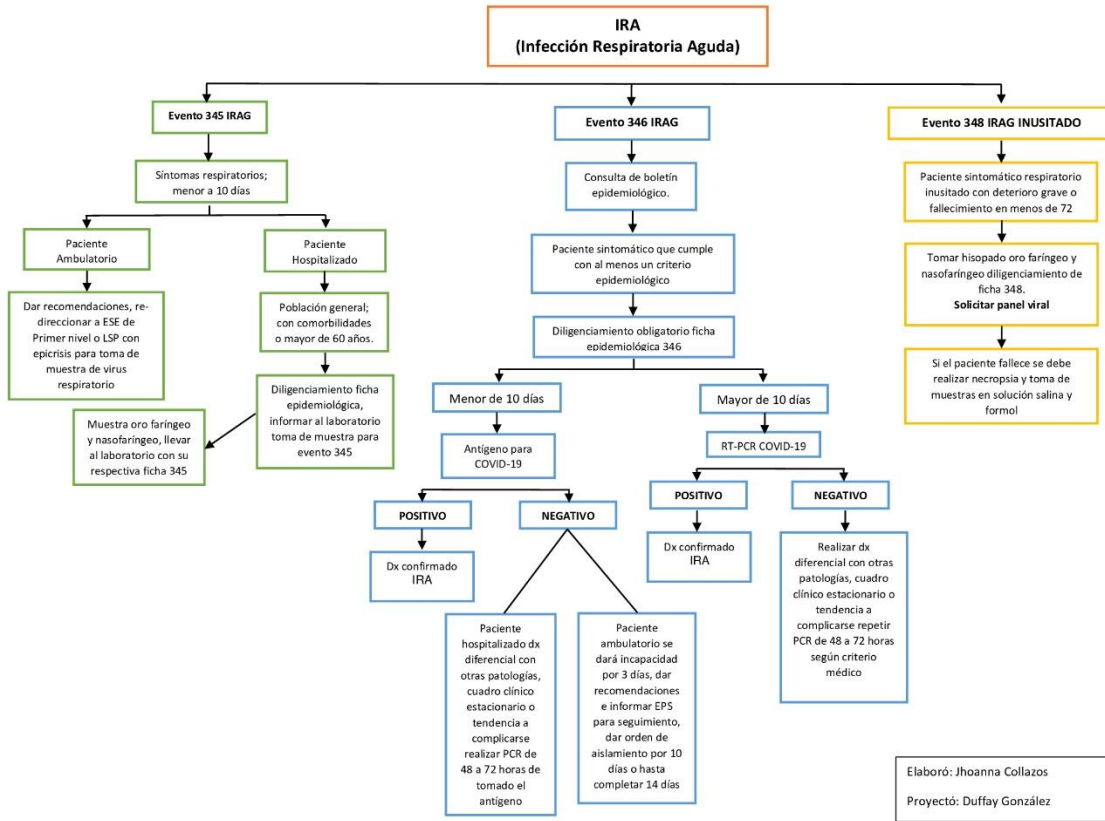 IRA
(Infección Respiratoria Aguda)
Evento 345 IRAG
Síntomas respiratorios;
menor a 10 días
Paciente
Ambulatorio
Dar recomendaciones, re-
direccionar a ESE de
Primer nivel o LSP con
epicrisis para toma de
muestra de virus
respiratorio
Paciente
Hospitalizado
Población general;
con comorbilidades
o mayor de 60 años.
Diligenciamiento ficha
epidemiológica,
informar al laboratorio
toma de muestra para
evento 345
Muestra oro faríngeo
y nasofaríngeo, llevar
al laboratorio con su
respectiva ficha 345
Evento 346 IRAG
Consulta de boletín
epidemiológico.
Paciente sintomático que cumple
con al menos un criterio
epidemiológico
Diligenciamiento obligatorio ficha
epidemiológica 346
Menor de 10 días
Antígeno para
COVID-19
POSITIVO
Dx confirmado
IRA
NEGATIVO
Paciente
hospitalizado dx
diferencial con
otras patologías,
cuadro clínico
estacionario o
tendencia a
complicarse
realizar PCR de
48 a 72 horas de
tomado el
antígeno
Paciente
ambulatorio se
dará incapacidad
por 3 días, dar
recomendaciones
e informar EPS
para seguimiento,
dar orden de
aislamiento por 10
días o hasta
completar 14 días
Mayor de 10 días
RT-PCR COVID-19
POSITIVO
Dx confirmado
IRA
NEGATIVO
Realizar dx
diferencial con otras
patologías, cuadro
clínico estacionario o
tendencia a
complicarse repetir
PCR de 48 a 72 horas
según criterio
médico
Evento 348 IRAG INUSITADO
Paciente sintomático respiratorio
inusitado con deterioro grave o
fallecimiento en menos de 72
Tomar hisopado oro faríngeo y
nasofaríngeo diligenciamiento de
ficha 348.
Solicitar panel viral
Si el paciente fallece se debe
realizar necropsia y toma de
muestras en solución salina y
formol
Elaboró: Jhoanna Collazos
Proyectó: Duffay González